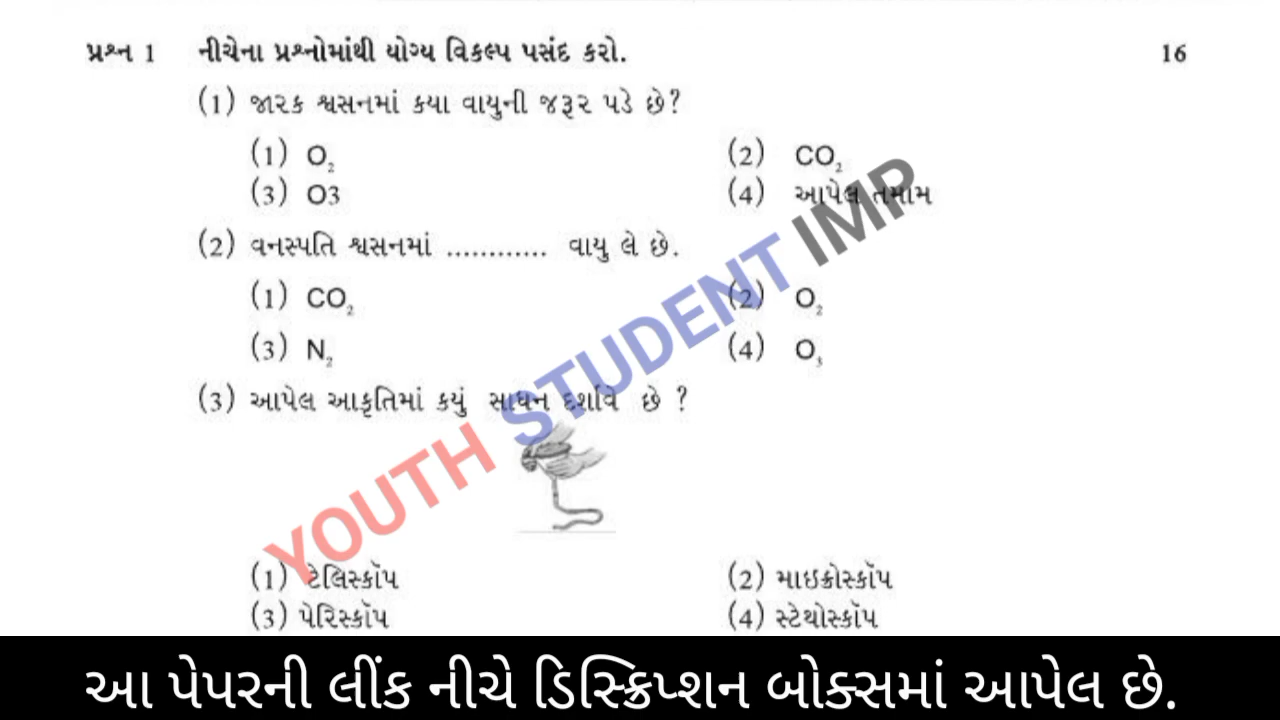 પ્રશ્ન 1 નીચેના પ્રશ્નોમાંથી યોગ્ય વિકલ્પ પસંદ કરો. 16
(1) જારક શ્વસનમાં કયા વાયુની જરૂર પડે છે?
(1) O₂ (2) CO₂
(3) O3 (4) આપેલ તમામ
(2) વનસ્પતિ શ્વસનમાં ............ વાયુ લે છે.
(1) CO₂ (2) O₂
(3) N₂ (4) O₃
(3) આપેલ આકૃતિમાં કયું સાધન દર્શાવે છે ?
(1) ટેલિસ્કૉપ (2) માઇક્રોસ્કૉપ
(3) પેરિસ્કૉપ (4) સ્ટેથોસ્કૉપ
YOUTH STUDENT IMP
આ પેપરની લીંક નીચે ડિસ્ક્રિપ્શન બોક્સમાં આપેલ છે.